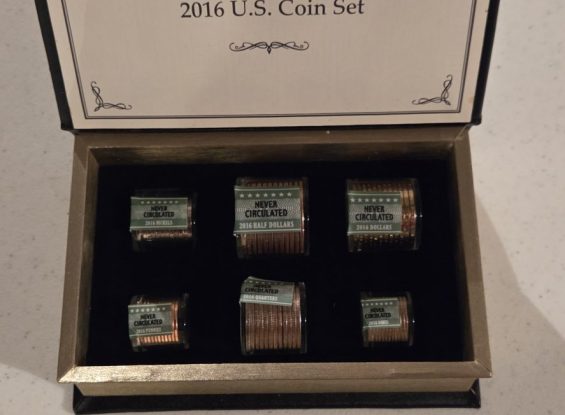 2016 U.S. Coin Set
NEVER
CIRCULATED
2016 NICKELS
NEVER
CIRCULATED
2016 HALF DOLLARS
NEVER
CIRCULATED
2016 DOLLARS
NEVER
CIRCULATED
2016 PENNIES
NEVER
CIRCULATED
2016 QUARTERS
NEVER
CIRCULATED
2016 DIMES